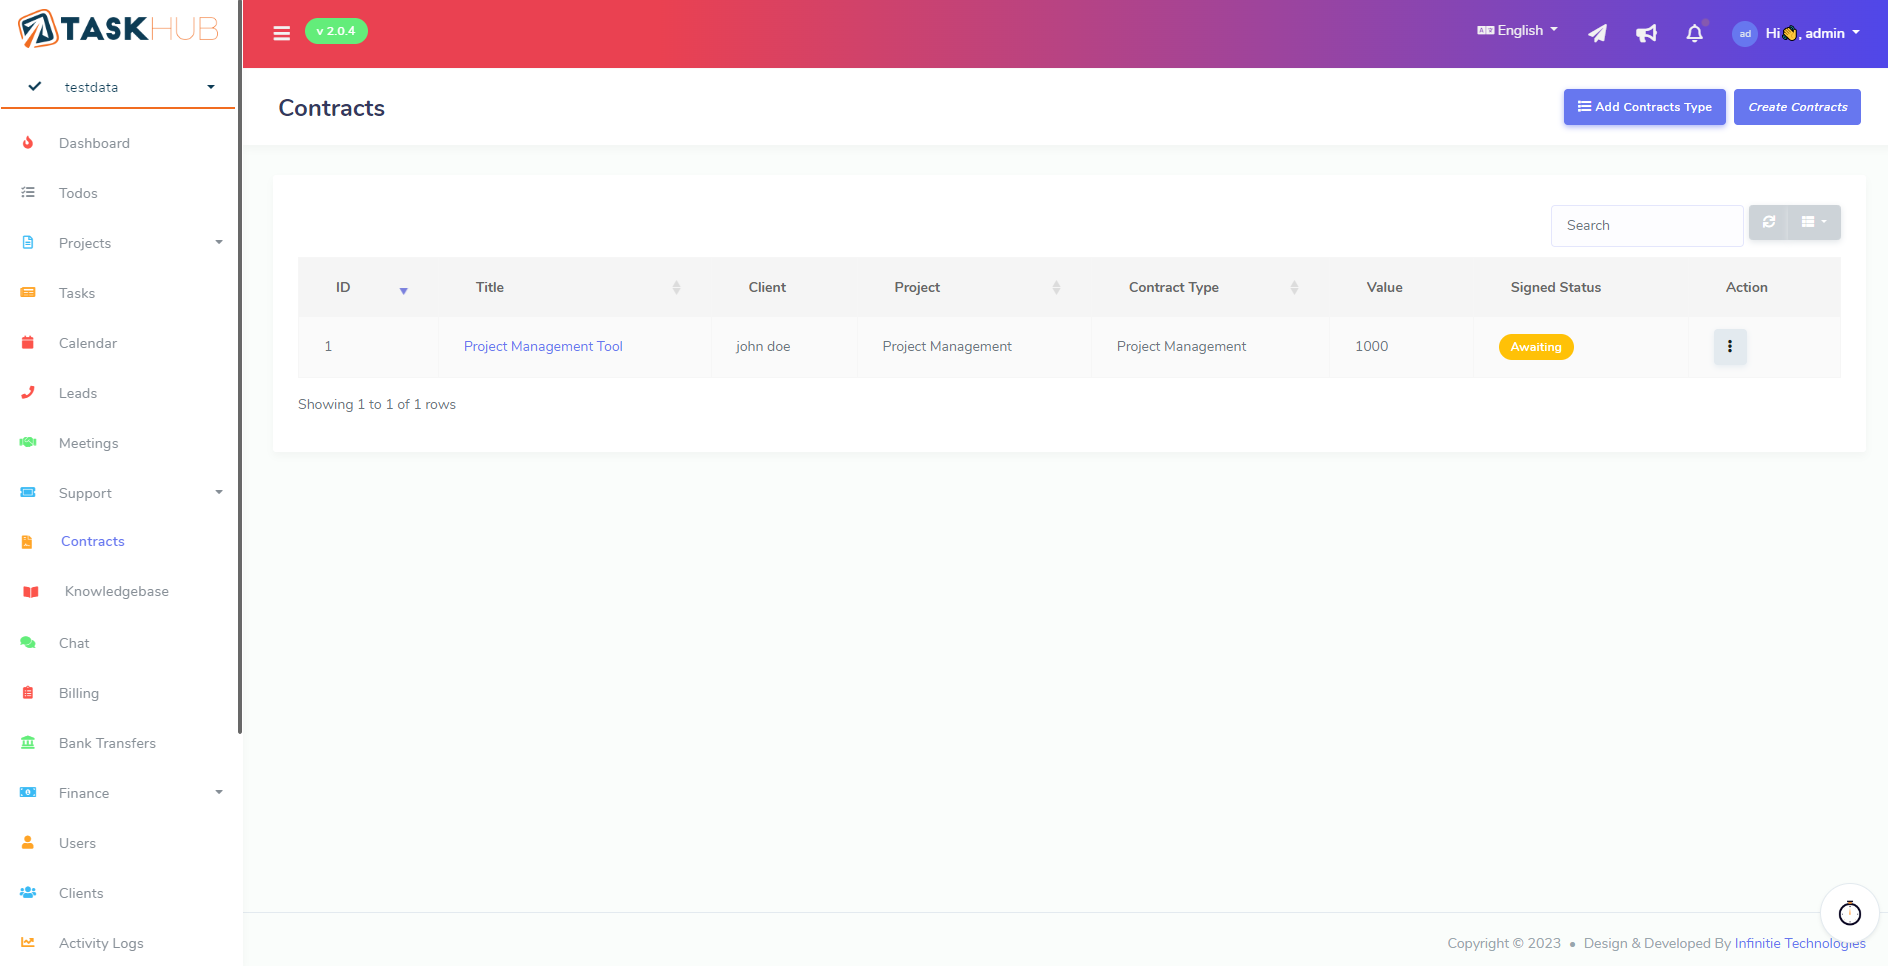 TASKHUB
testdata
Dashboard
Todos
Projects
Tasks
Calendar
Leads
Meetings
Support
Contracts
Knowledgebase
Chat
Billing
Bank Transfers
Finance
Users
Clients
Activity Logs
v 2.0.4
English
ad
Hi👋, admin
Contracts
Add Contracts Type
Create Contracts
Search
ID Title Client Project Contract Type Value Signed Status Action
1 Project Management Tool john doe Project Management Project Management 1000 Awaiting
Showing 1 to 1 of 1 rows
Copyright © 2023 • Design & Developed By Infinitie Technologies